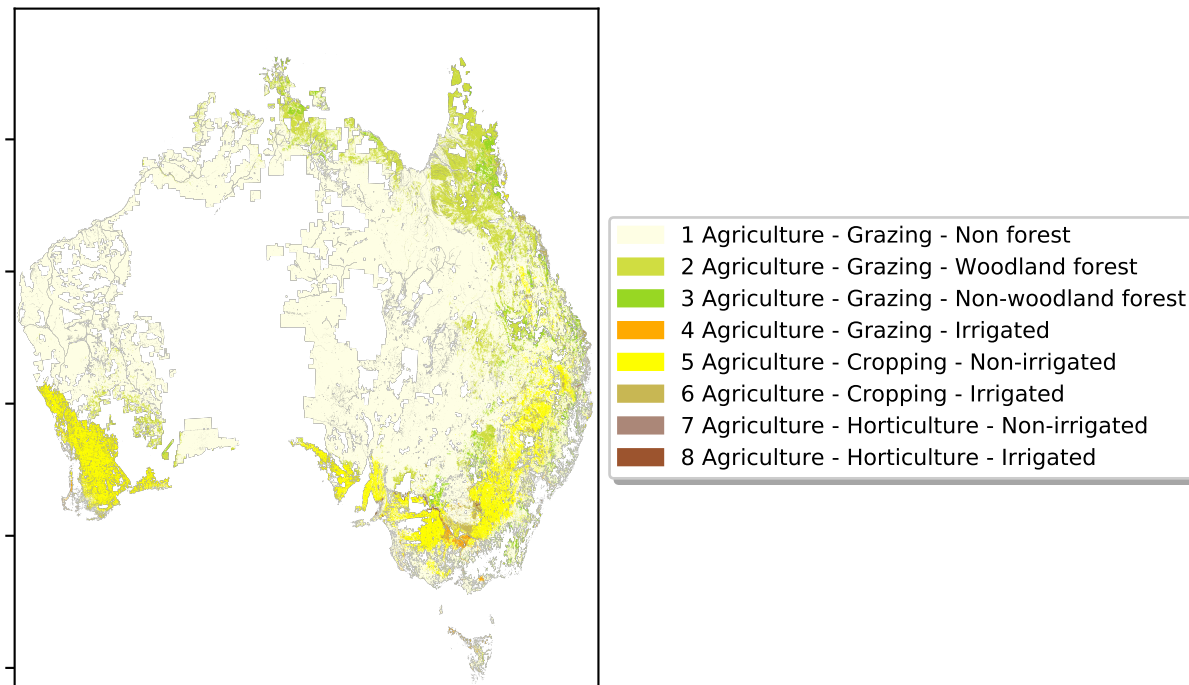 1 Agriculture - Grazing - Non forest
2 Agriculture - Grazing - Woodland forest
3 Agriculture - Grazing - Non-woodland forest
4 Agriculture - Grazing - Irrigated
5 Agriculture - Cropping - Non-irrigated
6 Agriculture - Cropping - Irrigated
7 Agriculture - Horticulture - Non-irrigated
8 Agriculture - Horticulture - Irrigated